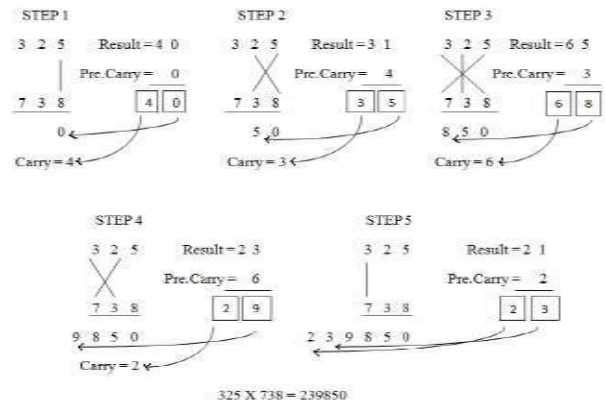 STEP 1
3 2 5 Result = 4 0
Pre.Carry = 0
7 3 8 4 0
0
Carry = 4
STEP 2
3 2 5 Result = 3 1
Pre.Carry = 4
7 3 8 3 5
5 0
Carry = 3
STEP 3
3 2 5 Result = 6 5
Pre.Carry = 3
7 3 8 6 8
8 5 0
Carry = 6
STEP 4
3 2 5 Result = 2 3
Pre.Carry = 6
7 3 8 2 9
9 8 5 0
Carry = 2
STEP 5
3 2 5 Result = 2 1
Pre.Carry = 2
7 3 8 2 3
2 3 9 8 5 0
325 X 738 = 239850